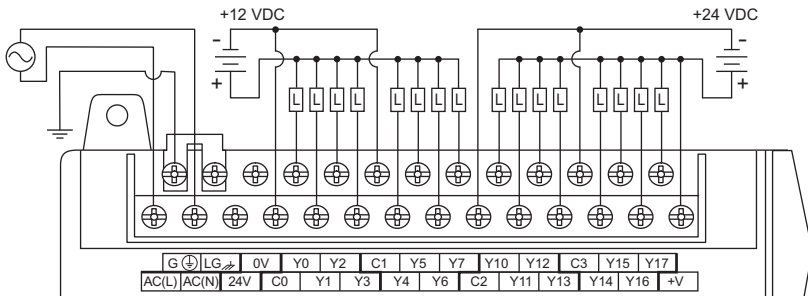 +12 VDC +24 VDC
- -
+ +
L L L L L L L L L L L L L L L L
G LG 0V Y0 Y2 C1 Y5 Y7 Y10 Y12 C3 Y15 Y17
AC(L) AC(N) 24V C0 Y1 Y3 Y4 Y6 C2 Y11 Y13 Y14 Y16 +V